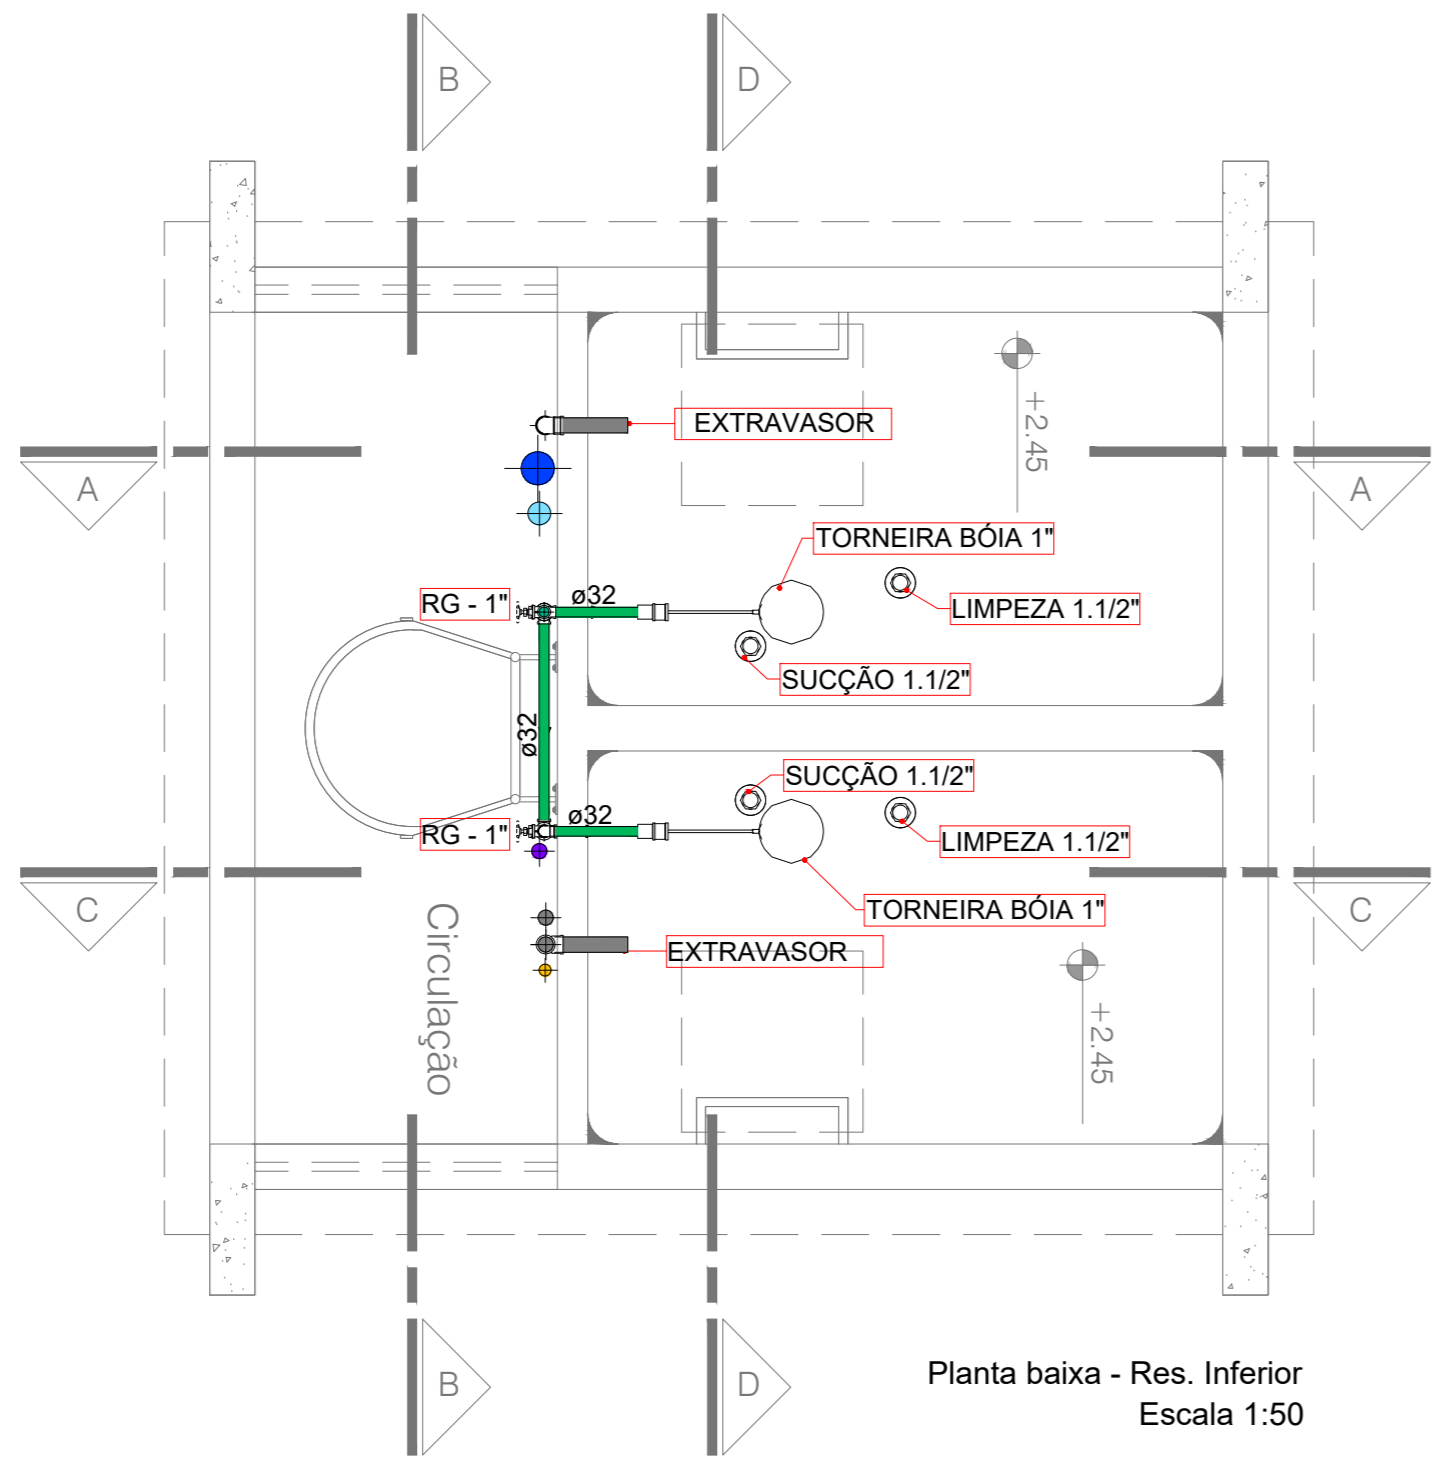 B
D
EXTRAVASOR
+2.45
A
A
TORNEIRA BÓIA 1"
RG - 1"
ø32
LIMPEZA 1.1/2"
SUCÇÃO 1.1/2"
ø32
SUCÇÃO 1.1/2"
ø32
RG - 1"
LIMPEZA 1.1/2"
C
C
TORNEIRA BÓIA 1"
EXTRAVASOR
Circulação
+2.45
B
D
Planta baixa - Res. Inferior
Escala 1:50